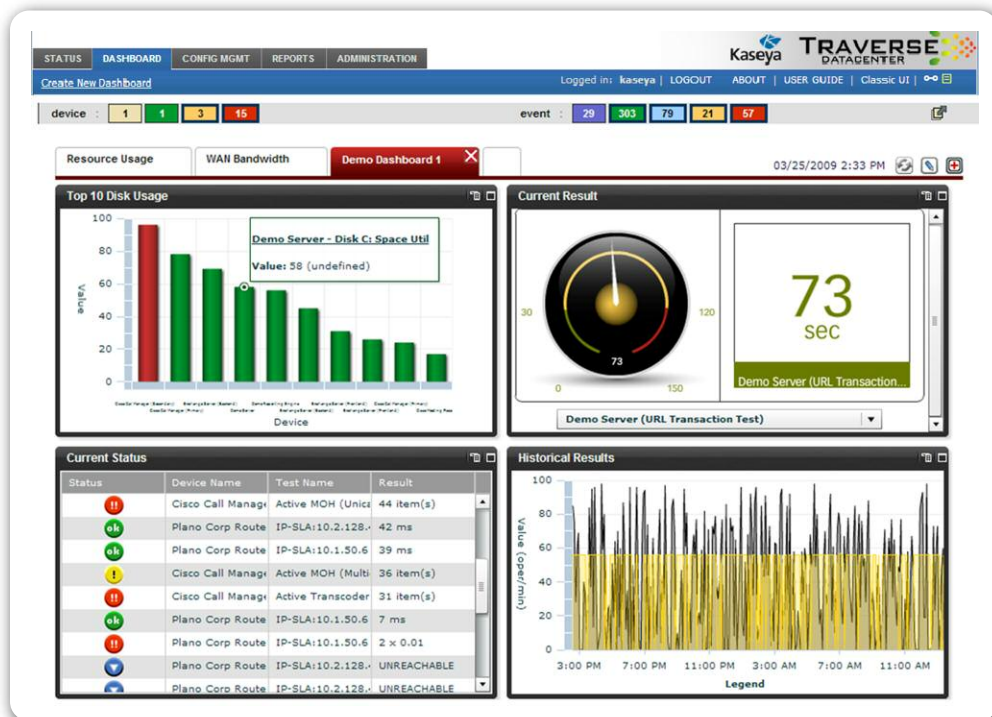 Kaseya TRAVERSE
DATACENTER
STATUS DASHBOARD CONFIG MGMT REPORTS ADMINISTRATION
Create New Dashboard Logged in: kaseya | LOGOUT ABOUT | USER GUIDE | Classic UI |
device : 1 1 3 15 event : 29 303 79 21 57
Resource Usage WAN Bandwidth Demo Dashboard 1 03/25/2009 2:33 PM
Top 10 Disk Usage
100
80
60
40
20
0
Value
Demo Server - Disk C: Space Util
Value: 58 (undefined)
Device
Current Result
30 120
73
0 150
73
sec
Demo Server (URL Transaction...
Demo Server (URL Transaction Test)
Current Status
Status Device Name Test Name Result
!! Cisco Call Manage Active MOH (Unica 44 item(s)
ok Plano Corp Route IP-SLA:10.2.128. 42 ms
ok Plano Corp Route IP-SLA:10.1.50.6 39 ms
! Cisco Call Manage Active MOH (Multi 36 item(s)
!! Cisco Call Manage Active Transcoder 31 item(s)
ok Plano Corp Route IP-SLA:10.1.50.6 7 ms
!! Plano Corp Route IP-SLA:10.1.50.6 2 x 0.01
Plano Corp Route IP-SLA:10.2.128. UNREACHABLE
Plano Corp Route IP-SLA:10.2.128. UNREACHABLE
Historical Results
100
80
60
40
20
0
Value (oper/min)
3:00 PM 7:00 PM 11:00 PM 3:00 AM 7:00 AM 11:00 AM
Legend